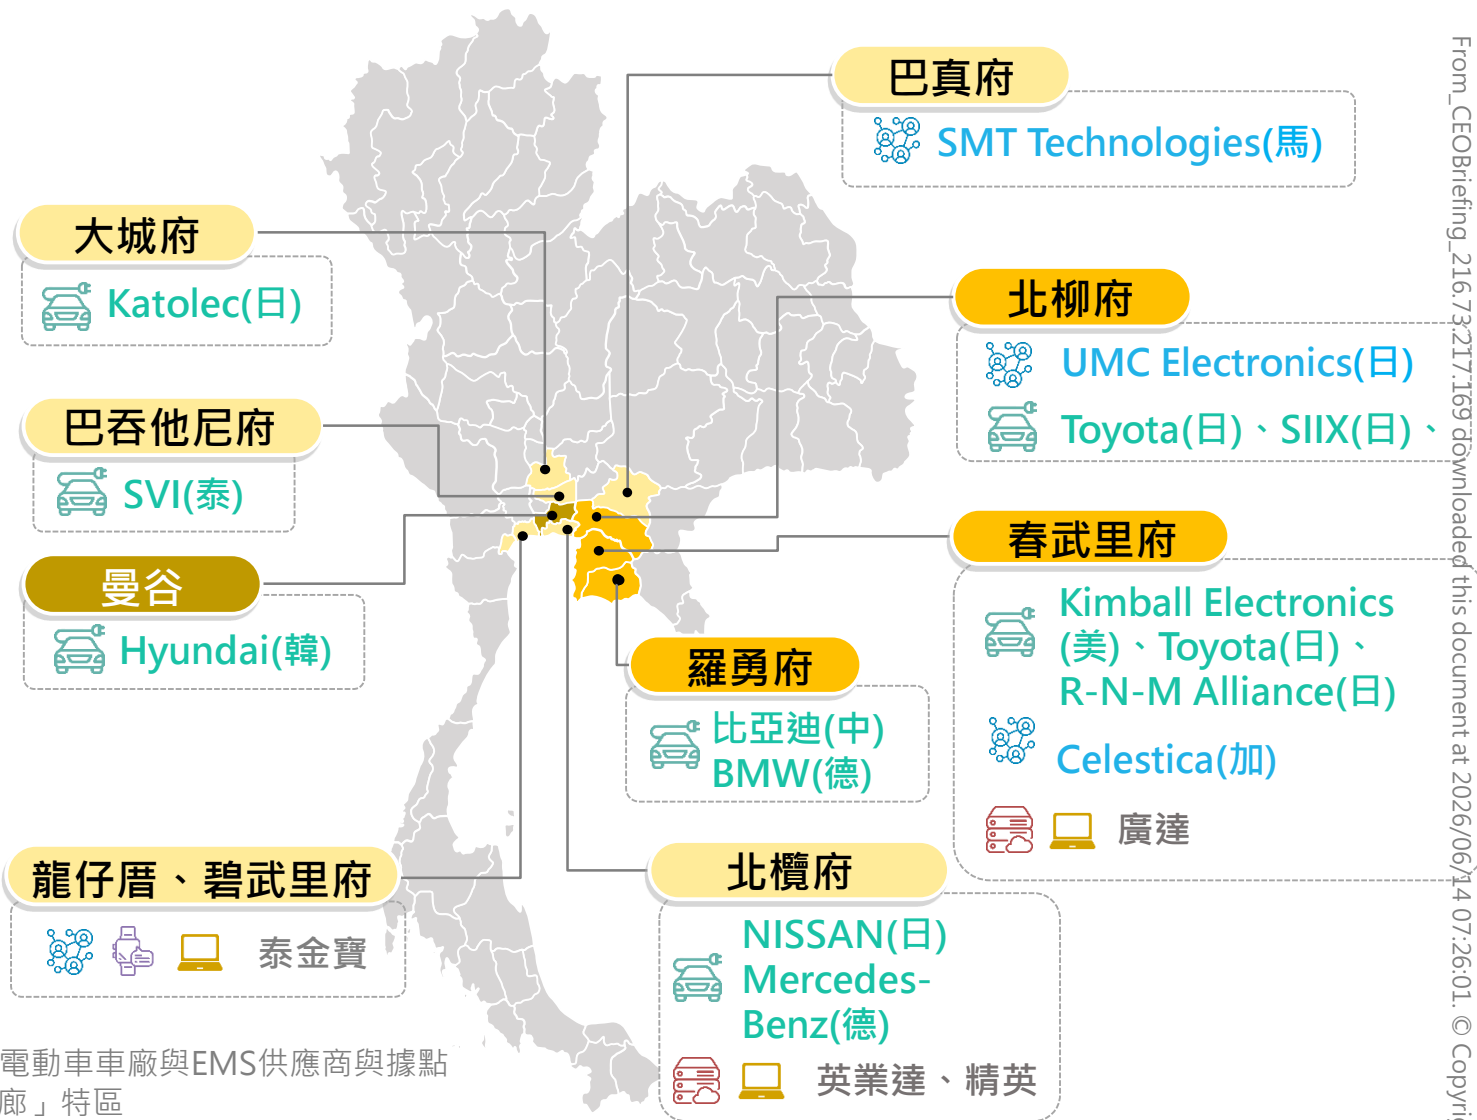 巴真府
SMT Technologies(馬)
大城府
Katolec(日)
北柳府
UMC Electronics(日)
Toyota(日)、SIIX(日)、
巴吞他尼府
SVI(泰)
春武里府
Kimball Electronics
(美)、Toyota(日)、
R-N-M Alliance(日)
Celestica(加)
廣達
曼谷
Hyundai(韓)
羅勇府
比亞迪(中)
BMW(德)
龍仔厝、碧武里府
泰金寶
北欖府
NISSAN(日)
Mercedes-
Benz(德)
英業達、精英
電動車車廠與EMS供應商與據點
廊」特區
From_CEOBriefing_216.73.217.169 downloaded this document at 2026/06/14 07:26:01. © Copyri